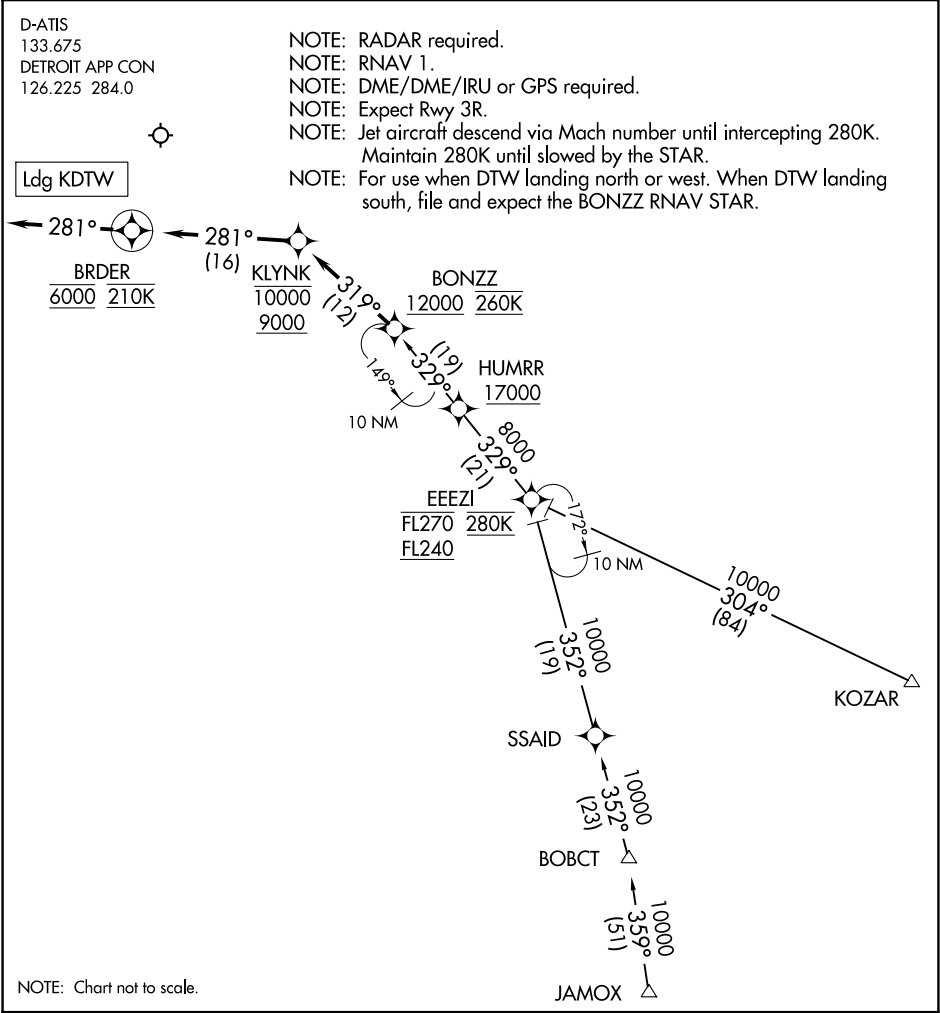 D-ATIS
133.675
DETROIT APP CON
126.225 284.0
NOTE: RADAR required.
NOTE: RNAV 1.
NOTE: DME/DME/IRU or GPS required.
NOTE: Expect Rwy 3R.
NOTE: Jet aircraft descend via Mach number until intercepting 280K.
Maintain 280K until slowed by the STAR.
NOTE: For use when DTW landing north or west. When DTW landing
south, file and expect the BONZZ RNAV STAR.
Ldg KDTW
281°
BRDER
6000 210K
281°
(16)
KLYNK
10000
9000
319°
(12)
BONZZ
12000 260K
149°
10 NM
(19)
329°
HUMRR
17000
8000
329°
(21)
EEEZI
FL270 280K
FL240
172°
10 NM
10000
304°
(84)
KOZAR
10000
352°
(19)
SSAID
10000
352°
(23)
BOBCT
10000
359°
(51)
JAMOX
NOTE: Chart not to scale.